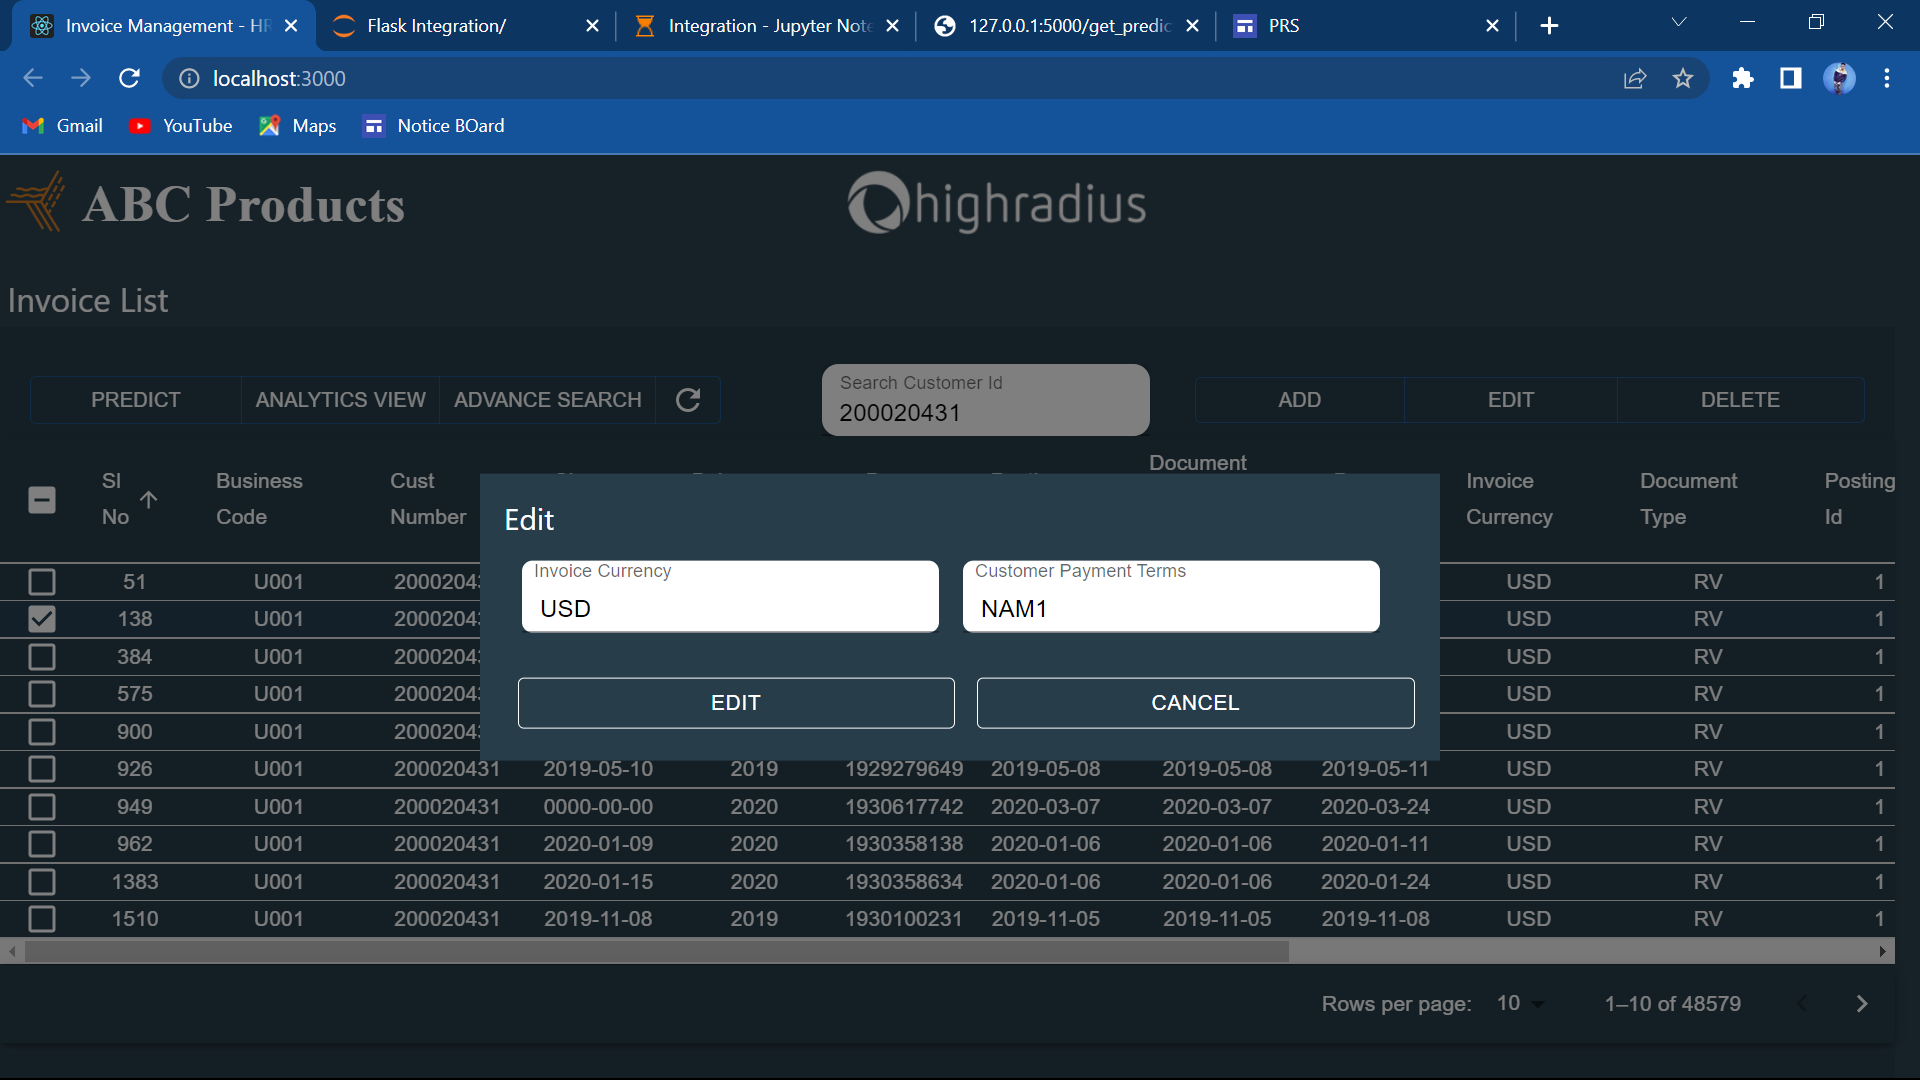 Invoice Management - HR
Flask Integration/
Integration - Jupyter Note
127.0.0.1:5000/get_predic
PRS
localhost:3000
Gmail
YouTube
Maps
Notice BOard
ABC Products
highradius
Invoice List
PREDICT
ANALYTICS VIEW
ADVANCE SEARCH
Search Customer Id
200020431
ADD
EDIT
DELETE
Sl No
Business Code
Cust Number
Document
Invoice Currency
Document Type
Posting Id
Edit
Invoice Currency
USD
Customer Payment Terms
NAM1
EDIT
CANCEL
51 U001 2000204 USD RV 1
138 U001 2000204 USD RV 1
384 U001 2000204 USD RV 1
575 U001 2000204 USD RV 1
900 U001 2000204 USD RV 1
926 U001 200020431 2019-05-10 2019 1929279649 2019-05-08 2019-05-08 2019-05-11 USD RV 1
949 U001 200020431 0000-00-00 2020 1930617742 2020-03-07 2020-03-07 2020-03-24 USD RV 1
962 U001 200020431 2020-01-09 2020 1930358138 2020-01-06 2020-01-06 2020-01-11 USD RV 1
1383 U001 200020431 2020-01-15 2020 1930358634 2020-01-06 2020-01-06 2020-01-24 USD RV 1
1510 U001 200020431 2019-11-08 2019 1930100231 2019-11-05 2019-11-05 2019-11-08 USD RV 1
Rows per page: 10 1–10 of 48579